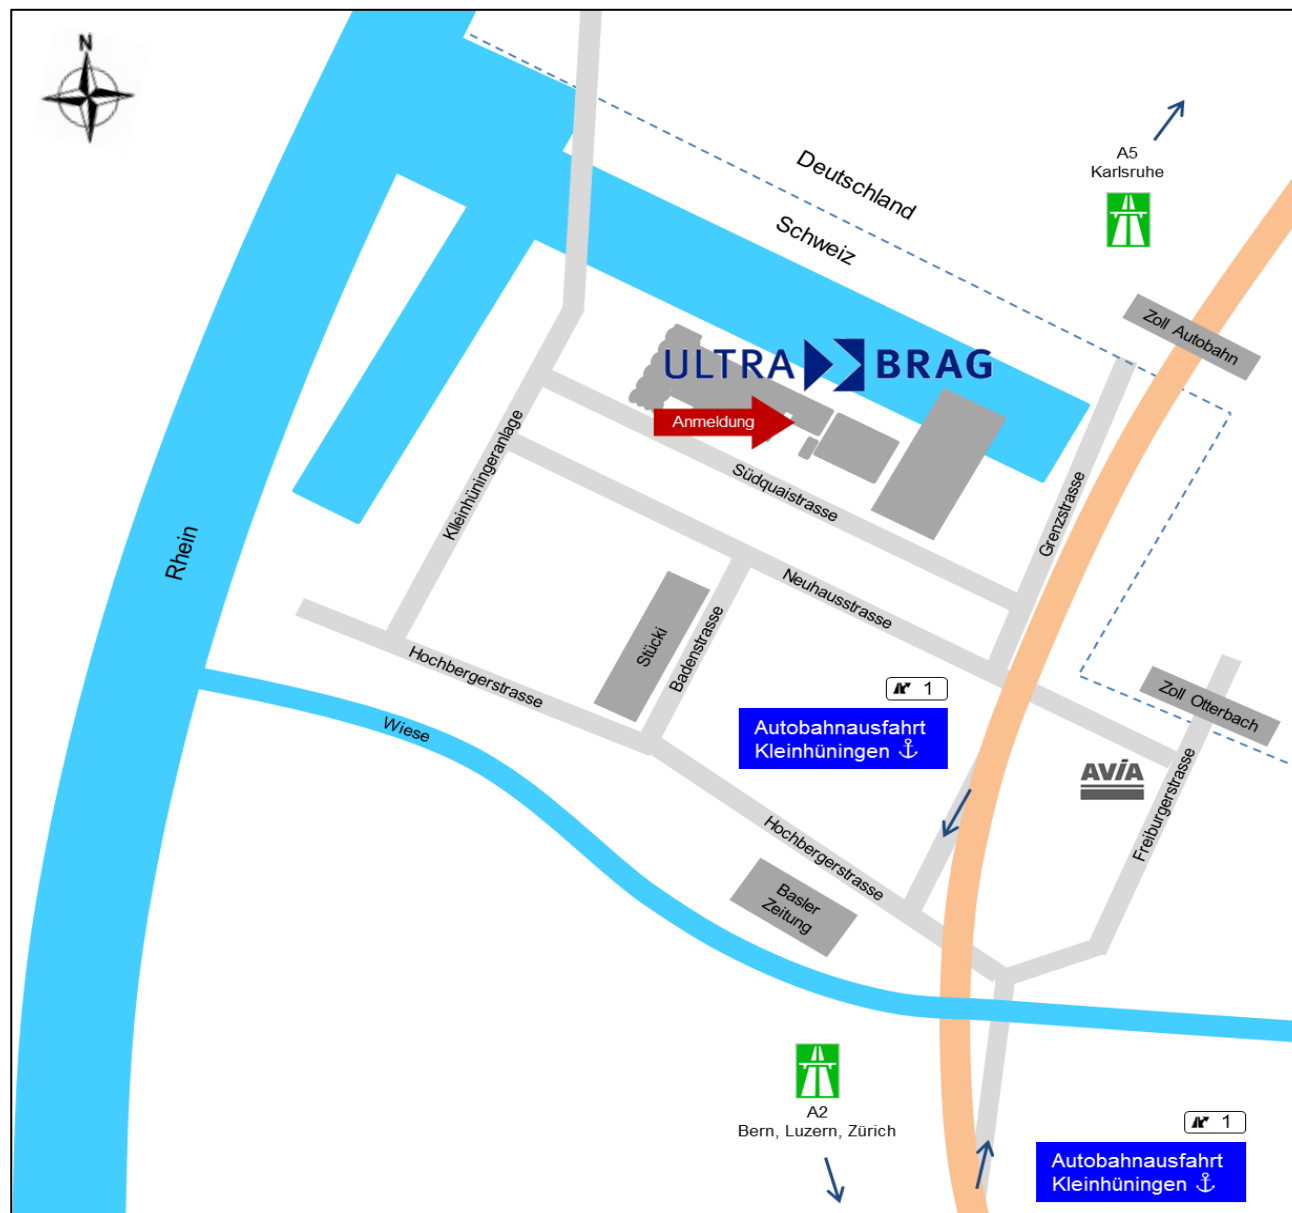 N
A5
Karlsruhe
Deutschland
Schweiz
Zoll Autobahn
ULTRA BRAG
Anmeldung
Klleinhüningeranlage
Südquaistrasse
Grenzstrasse
Rhein
Neuhausstrasse
Stücki
Badenstrasse
Hochbergerstrasse
Wiese
1
Autobahnausfahrt
Kleinhüningen
Zoll Otterbach
AVIA
Freiburgerstrasse
Hochbergerstrasse
Basler
Zeitung
A2
Bern, Luzern, Zürich
1
Autobahnausfahrt
Kleinhüningen